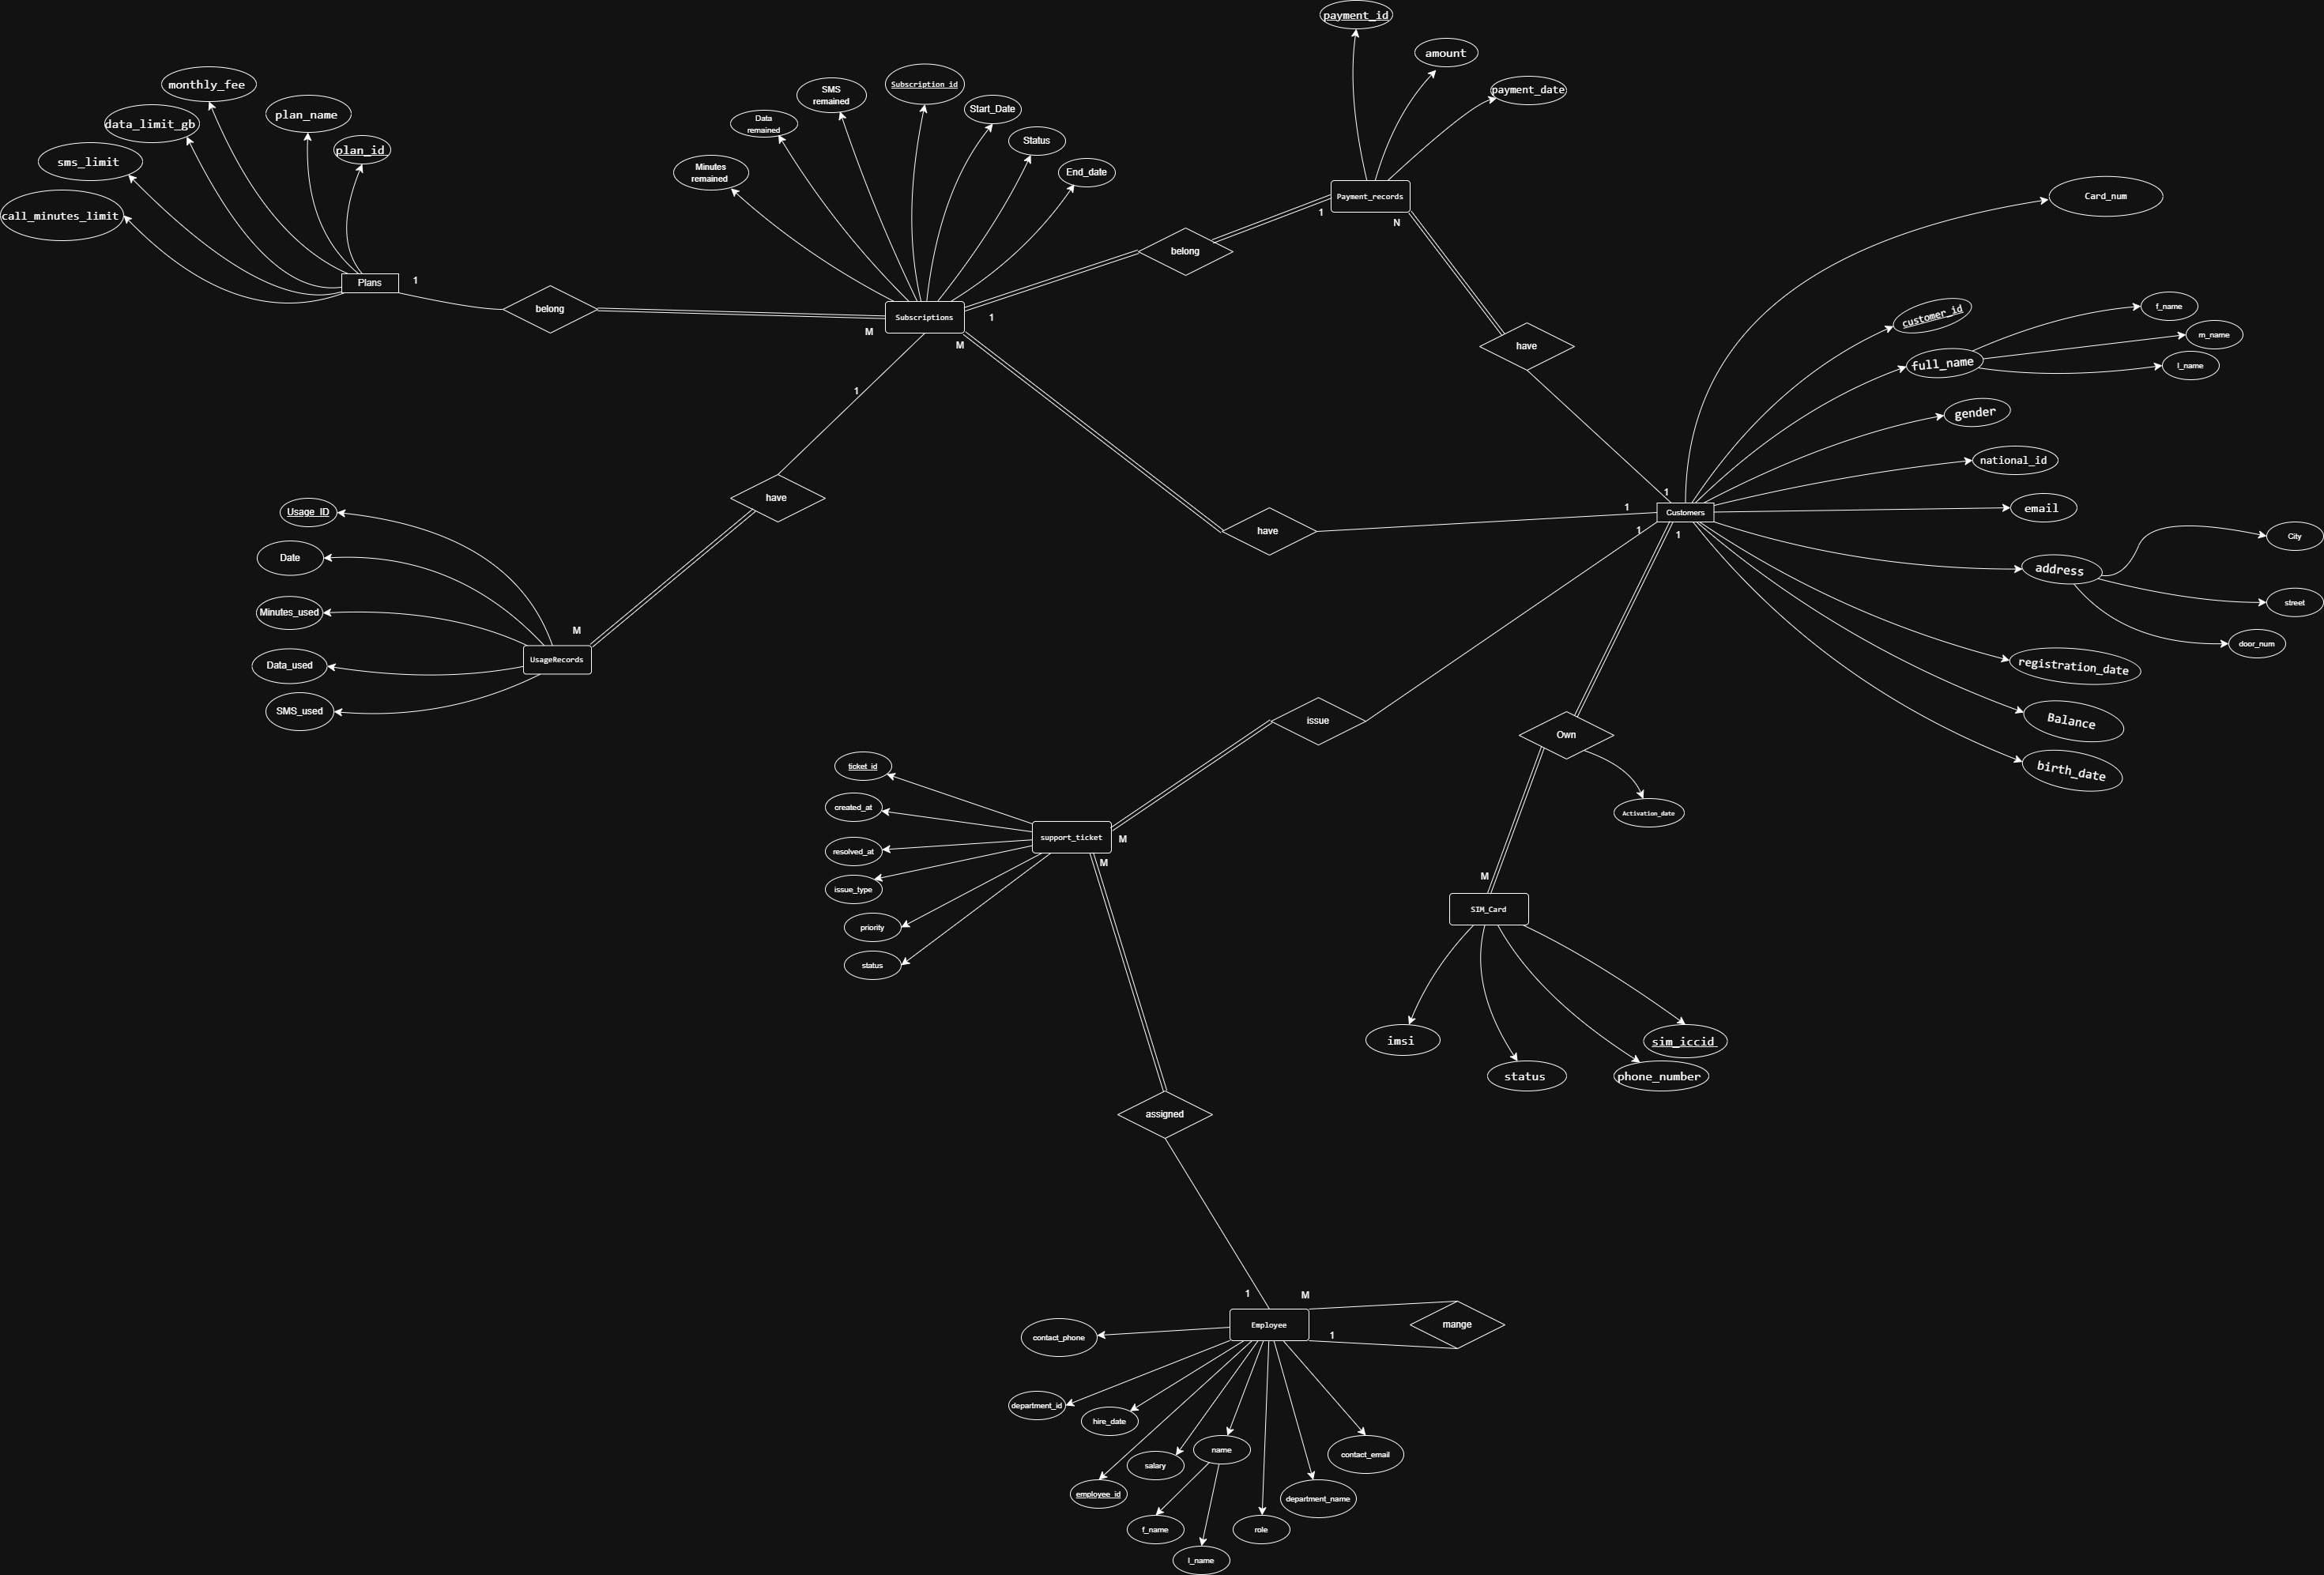 payment_id
amount
payment_date
monthly_fee
plan_name
data_limit_gb
plan_id
sms_limit
call_minutes_limit
Plans
1
SMS
remained
Subscription_id
Start_Date
Data
remained
Status
Minutes
remained
End_date
belong
Subscriptions
M
1
M
belong
1
Payment_records
N
have
Card_num
customer_id
full_name
f_name
m_name
l_name
gender
national_id
email
address
City
street
door_num
registration_date
Balance
birth_date
1
1
Customers
1
1
1
have
have
Usage_ID
Date
Minutes_used
Data_used
SMS_used
M
UsageRecords
issue
Own
Activation_date
ticket_id
created_at
resolved_at
issue_type
priority
status
support_ticket
M
M
M
SIM_Card
imsi
status
sim_iccid
phone_number
assigned
1
M
Employee
1
mange
contact_phone
department_id
hire_date
employee_id
salary
name
f_name
l_name
role
department_name
contact_email